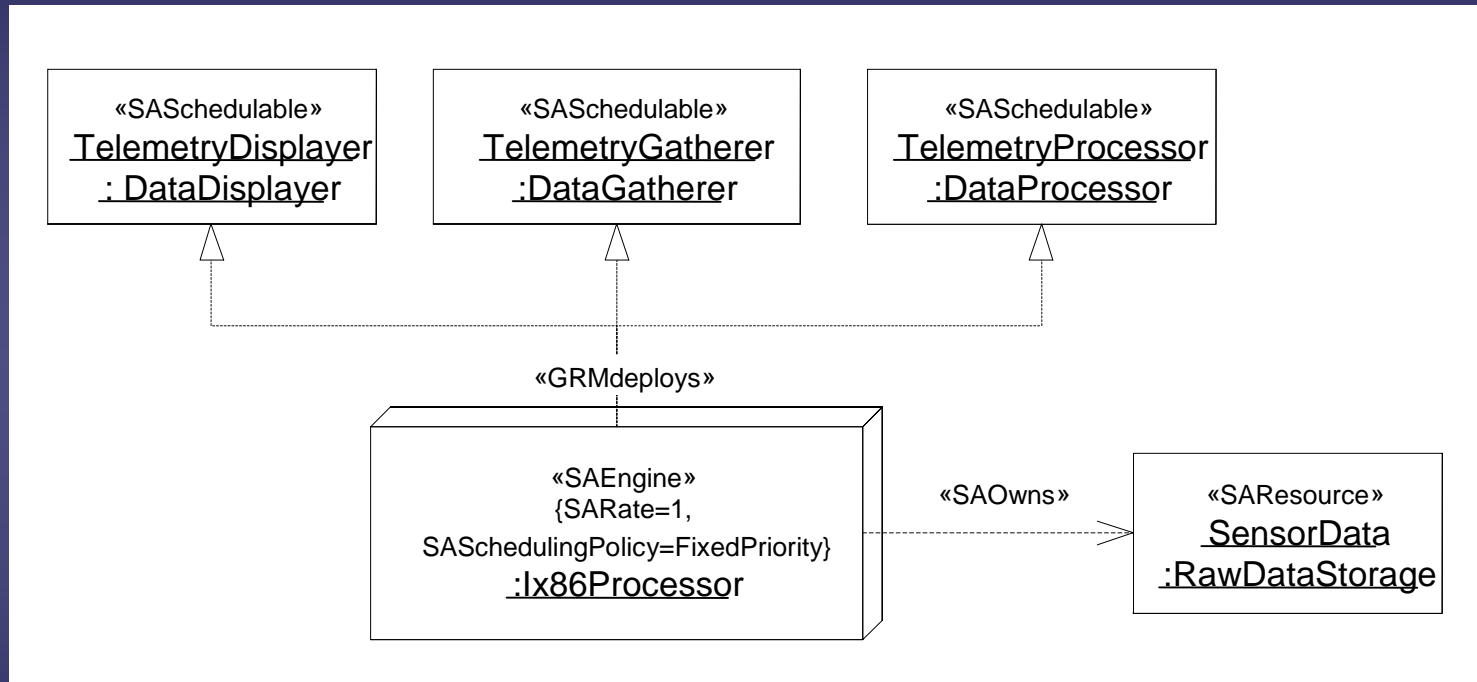 «SASchedulable»
TelemetryDisplayer
: DataDisplayer
«SASchedulable»
TelemetryGatherer
:DataGatherer
«SASchedulable»
TelemetryProcessor
:DataProcessor
«GRMdeploys»
«SAEngine»
{SARate=1,
SASchedulingPolicy=FixedPriority}
:Ix86Processor
«SAOwns»
«SAResource»
SensorData
:RawDataStorage